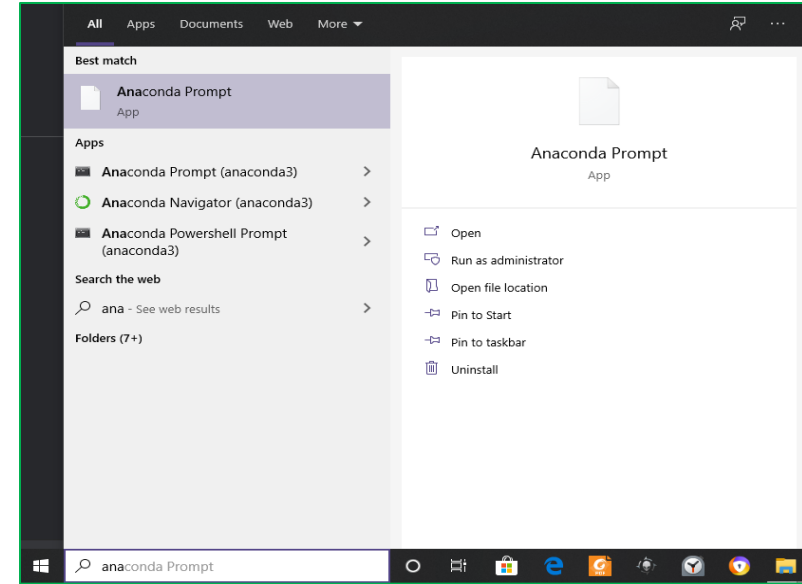 All Apps Documents Web More
Best match
Anaconda Prompt
App
Apps
Anaconda Prompt (anaconda3)
Anaconda Navigator (anaconda3)
Anaconda Powershell Prompt
(anaconda3)
Search the web
ana - See web results
Folders (7+)
Anaconda Prompt
App
Open
Run as administrator
Open file location
Pin to Start
Pin to taskbar
Uninstall
anaconda Prompt